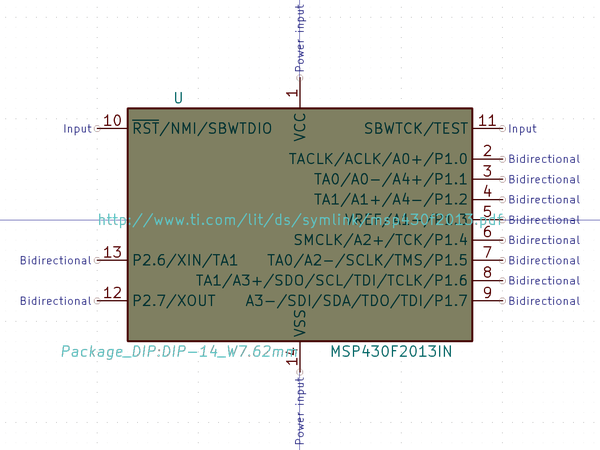 Power input
1
VCC
U
Input 10 RST/NMI/SBWTDIO SBWTCK/TEST 11 Input
TACLK/ACLK/A0+/P1.0 2 Bidirectional
TA0/A0-/A4+/P1.1 3 Bidirectional
TA1/A1+/A4-/P1.2 4 Bidirectional
http://www.ti.com/lit/ds/symlink/msp430f2013.pdf
5 Bidirectional
SMCLK/A2+/TCK/P1.4 6 Bidirectional
Bidirectional 13 P2.6/XIN/TA1 TA0/A2-/SCLK/TMS/P1.5 7 Bidirectional
TA1/A3+/SDO/SCL/TDI/TCLK/P1.6 8 Bidirectional
Bidirectional 12 P2.7/XOUT A3-/SDI/SDA/TDO/TDI/P1.7 9 Bidirectional
VSS
Package_DIP:DIP-14_W7.62mm
MSP430F2013IN
14
Power input